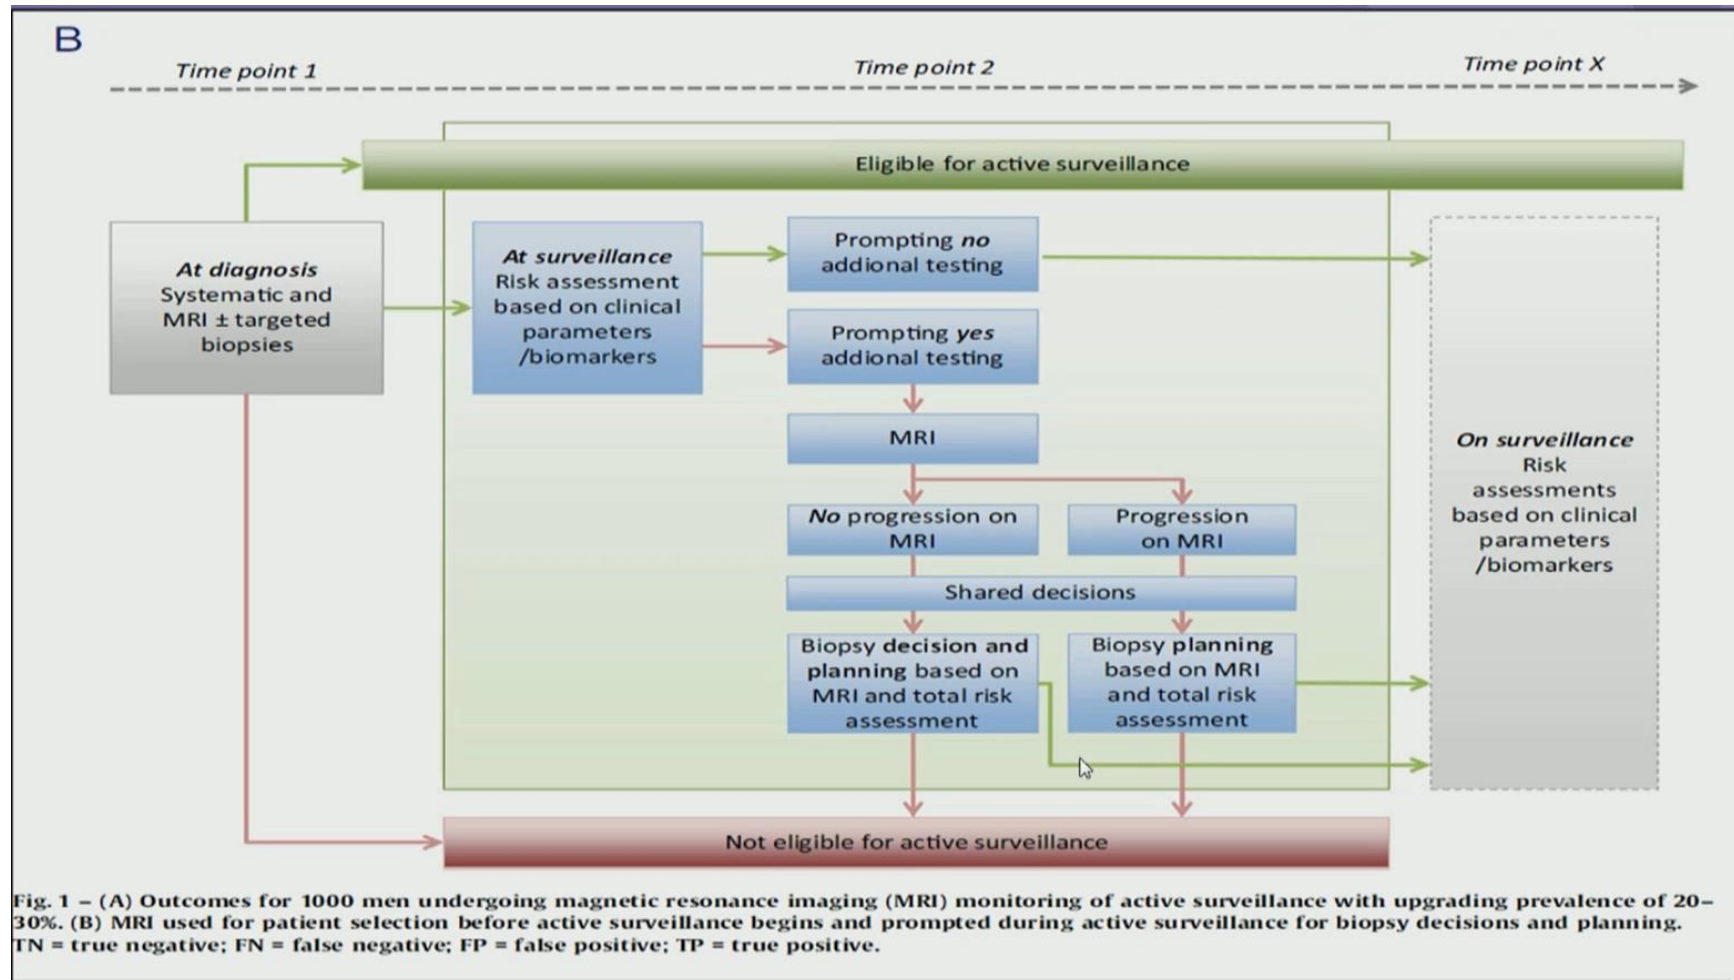 B
Time point 1
Time point 2
Time point X
Eligible for active surveillance
At diagnosis
Systematic and
MRI ± targeted
biopsies
At surveillance
Risk assessment
based on clinical
parameters
/biomarkers
Prompting no
addional testing
Prompting yes
addional testing
MRI
No progression on
MRI
Progression
on MRI
Shared decisions
Biopsy decision and
planning based on
MRI and total risk
assessment
Biopsy planning
based on MRI
and total risk
assessment
On surveillance
Risk
assessments
based on clinical
parameters
/biomarkers
Not eligible for active surveillance
Fig. 1 – (A) Outcomes for 1000 men undergoing magnetic resonance imaging (MRI) monitoring of active surveillance with upgrading prevalence of 20–
30%. (B) MRI used for patient selection before active surveillance begins and prompted during active surveillance for biopsy decisions and planning.
TN = true negative; FN = false negative; FP = false positive; TP = true positive.